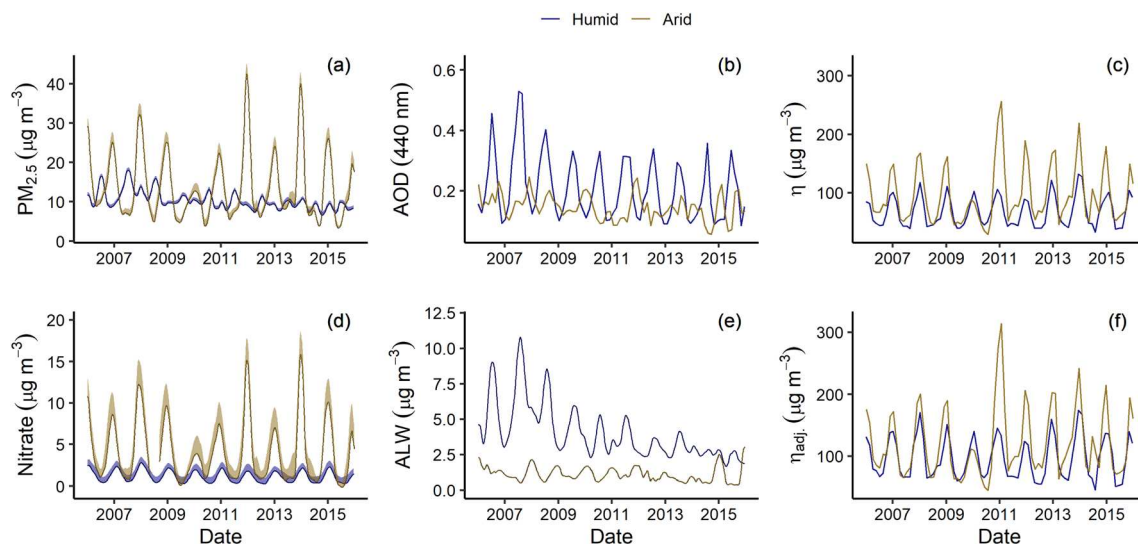 Humid Arid
(a)
PM2.5 (µg m−3)
40
30
20
10
0
2007 2009 2011 2013 2015
(b)
AOD (440 nm)
0.6
0.4
0.2
2007 2009 2011 2013 2015
(c)
η (µg m−3)
300
200
100
2007 2009 2011 2013 2015
(d)
Nitrate (µg m−3)
20
15
10
5
0
2007 2009 2011 2013 2015
Date
(e)
ALW (µg m−3)
12.5
10.0
7.5
5.0
2.5
0.0
2007 2009 2011 2013 2015
Date
(f)
ηadj. (µg m−3)
300
200
100
2007 2009 2011 2013 2015
Date